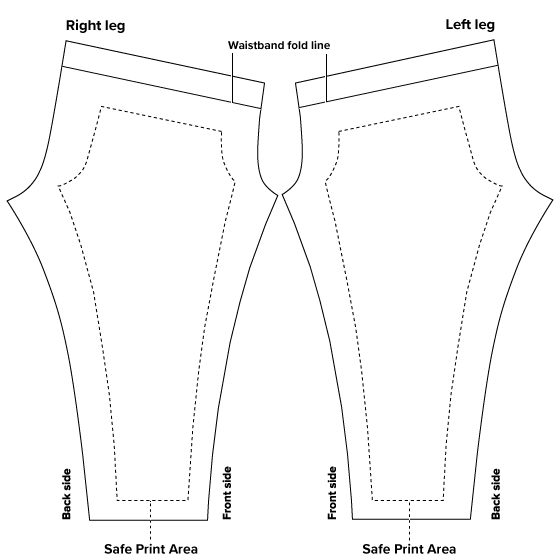 Right leg
Left leg
Waistband fold line
Back side
Front side
Front side
Back side
Safe Print Area
Safe Print Area